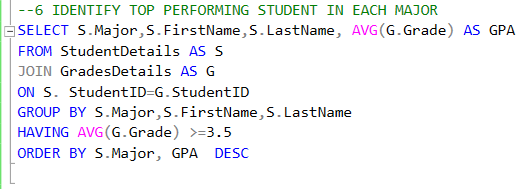 --6 IDENTIFY TOP PERFORMING STUDENT IN EACH MAJOR
SELECT S.Major,S.FirstName,S.LastName, AVG(G.Grade) AS GPA
FROM StudentDetails AS S
JOIN GradesDetails AS G
ON S. StudentID=G.StudentID
GROUP BY S.Major,S.FirstName,S.LastName
HAVING AVG(G.Grade) >=3.5
ORDER BY S.Major, GPA  DESC